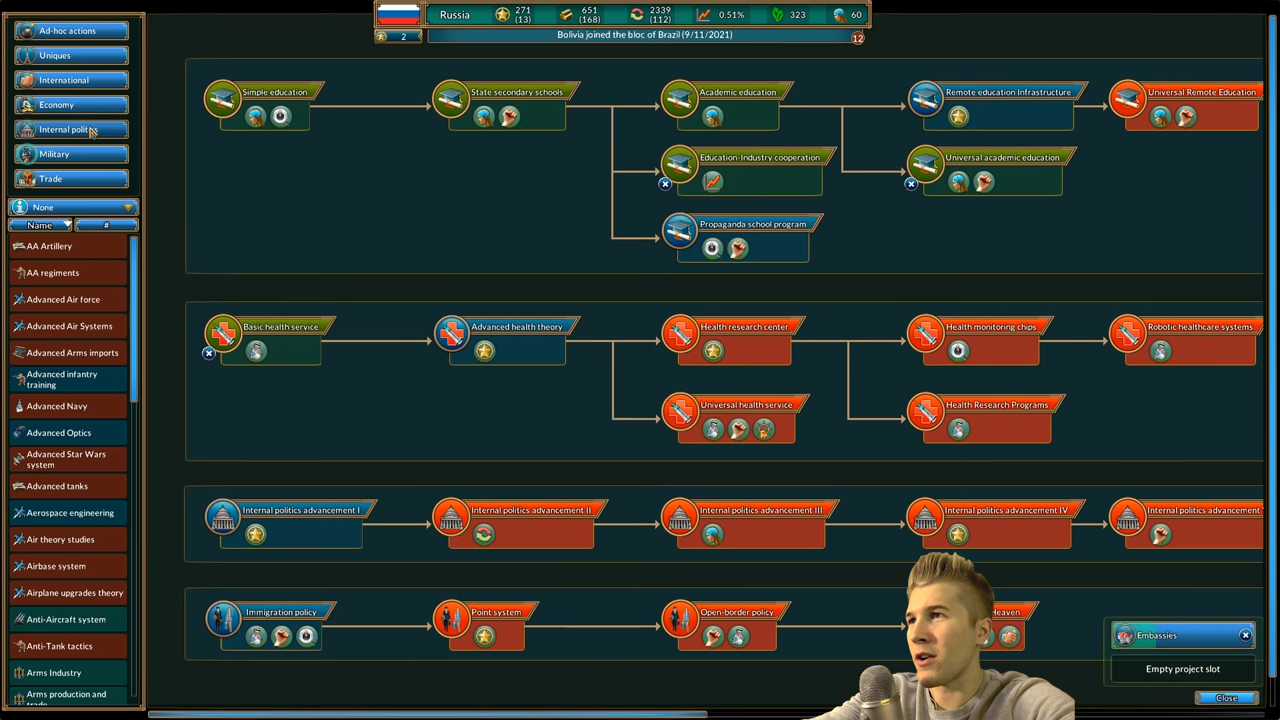 Russia
271
(13)
651
(168)
2339
(112)
0.51%
323
60
2
Bolivia joined the bloc of Brazil (9/11/2021)
12
Ad-hoc actions
Uniques
International
Economy
Internal politics
Military
Trade
None
Name
#
AA Artillery
AA regiments
Advanced Air force
Advanced Air Systems
Advanced Arms imports
Advanced infantry
training
Advanced Navy
Advanced Optics
Advanced Star Wars
system
Advanced tanks
Aerospace engineering
Air theory studies
Airbase system
Airplane upgrades theory
Anti-Aircraft system
Anti-Tank tactics
Arms Industry
Arms production and
trade
Simple education
State secondary schools
Academic education
Remote education Infrastructure
Universal Remote Education
Education-Industry cooperation
Universal academic education
Propaganda school program
Basic health service
Advanced health theory
Health research center
Health monitoring chips
Robotic healthcare systems
Universal health service
Health Research Programs
Internal politics advancement I
Internal politics advancement II
Internal politics advancement III
Internal politics advancement IV
Internal politics advancement
Immigration policy
Point system
Open-border policy
Heaven
Embassies
Empty project slot
Close